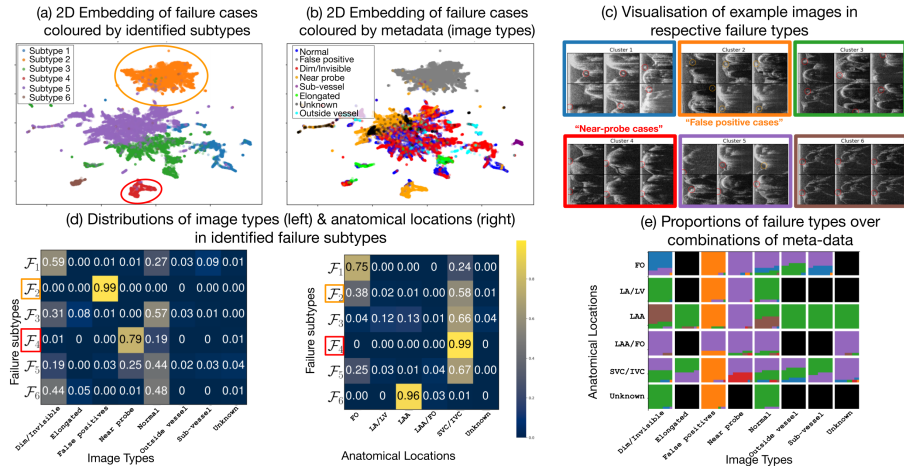 (a) 2D Embedding of failure cases
coloured by identified subtypes
Subtype 1
Subtype 2
Subtype 3
Subtype 4
Subtype 5
Subtype 6
(b) 2D Embedding of failure cases
coloured by metadata (image types)
Normal
False positive
Dim/Invisible
Near probe
Sub-vessel
Elongated
Unknown
Outside vessel
(c) Visualisation of example images in
respective failure types
Cluster 1
Cluster 2
Cluster 3
"Near-probe cases"
"False positive cases"
Cluster 4
Cluster 5
Cluster 6
(d) Distributions of image types (left) & anatomical locations (right)
in identified failure subtypes
Failure subtypes
F1 0.59 0.00 0.01 0.01 0.27 0.03 0.09 0.01
F2 0.00 0.00 0.99 0.00 0 0.00 0.00 0.01
F3 0.31 0.08 0.01 0 0.57 0.03 0.01 0.00
F4 0.01 0 0 0.79 0.19 0 0 0.01
F5 0.19 0.00 0.03 0.25 0.44 0.02 0.03 0.04
F6 0.44 0.05 0 0 0.48 0 0 0.01
Dim/Invisible
Elongated
False positives
Near probe
Normal
Outside vessel
Sub-vessel
Unknown
Image Types
Failure subtypes
F1 0.75 0.00 0.00 0 0.24 0.00
F2 0.38 0.02 0.01 0 0.58 0.01
F3 0.04 0.12 0.13 0.01 0.66 0.04
F4 0 0.00 0.00 0 0.99 0.00
F5 0.25 0.03 0.01 0.04 0.67 0.00
F6 0 0 0.96 0.03 0.01 0
FO
LA/LV
LAA
LAA/FO
SVC/IVC
Unknown
Anatomical Locations
(e) Proportions of failure types over
combinations of meta-data
Anatomical Locations
FO
LA/LV
LAA
LAA/FO
SVC/IVC
Unknown
Dim/Invisible
Elongated
False positives
Near probe
Normal
Outside vessel
Sub-vessel
Unknown
Image Types